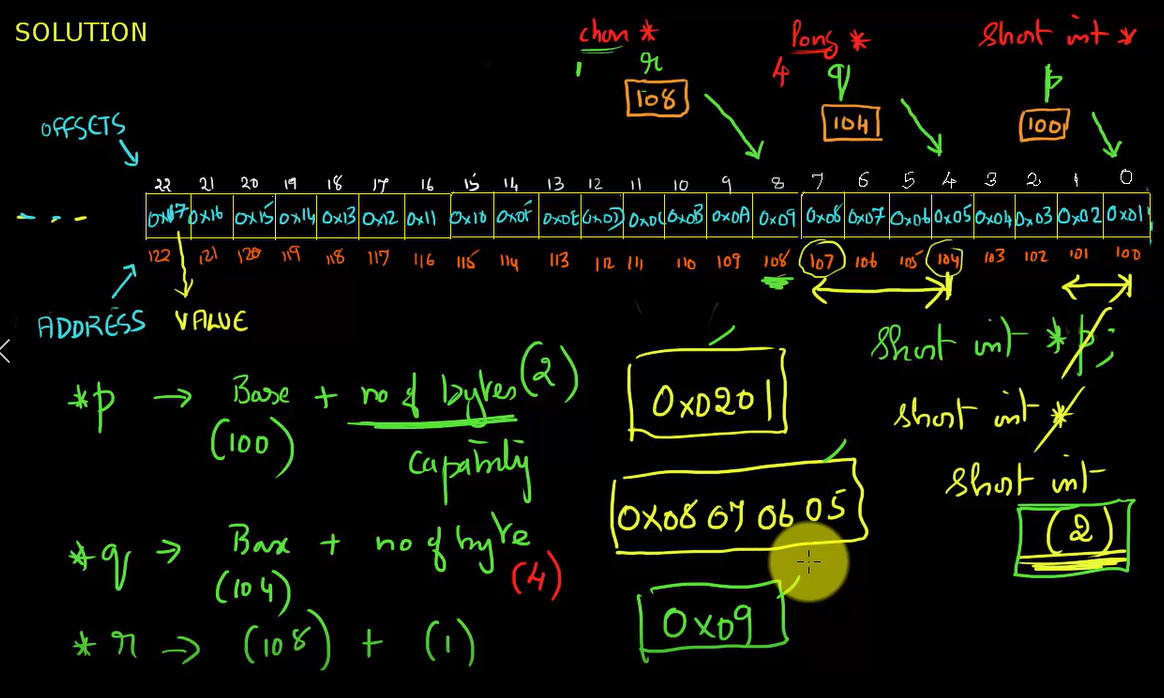 SOLUTION
char * long * short int *
1 r 4 q p
108 104 100
OFFSETS
22 21 20 19 18 17 16 15 14 13 12 11 10 9 8 7 6 5 4 3 2 1 0
0x17 0x16 0x15 0x14 0x13 0x12 0x11 0x10 0x0F 0x0E 0x0D 0x0C 0x0B 0x0A 0x09 0x08 0x07 0x06 0x05 0x04 0x03 0x02 0x01
122 121 120 119 118 117 116 115 114 113 112 111 110 109 108 107 106 105 104 103 102 101 100
ADDRESS VALUE
short int *p;
*p → Base + no of bytes (2) 0x0201 short int *
(100) capability
short int
(2)
*q → Base + no of byte 0x08 07 06 05
(104) (4)
*r → (108) + (1) 0x09